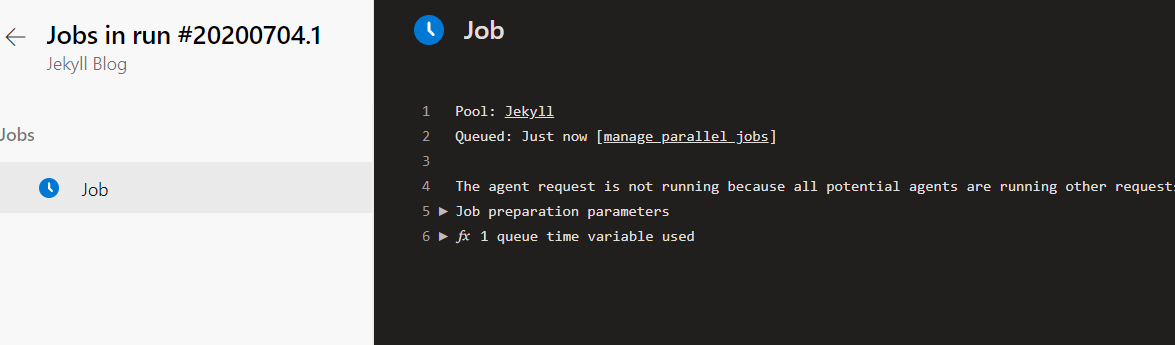 Jobs in run #20200704.1
Jekyll Blog
Jobs
Job
Job
1 Pool: Jekyll
2 Queued: Just now [manage parallel jobs]
3
4 The agent request is not running because all potential agents are running other requests
5 Job preparation parameters
6 fx 1 queue time variable used